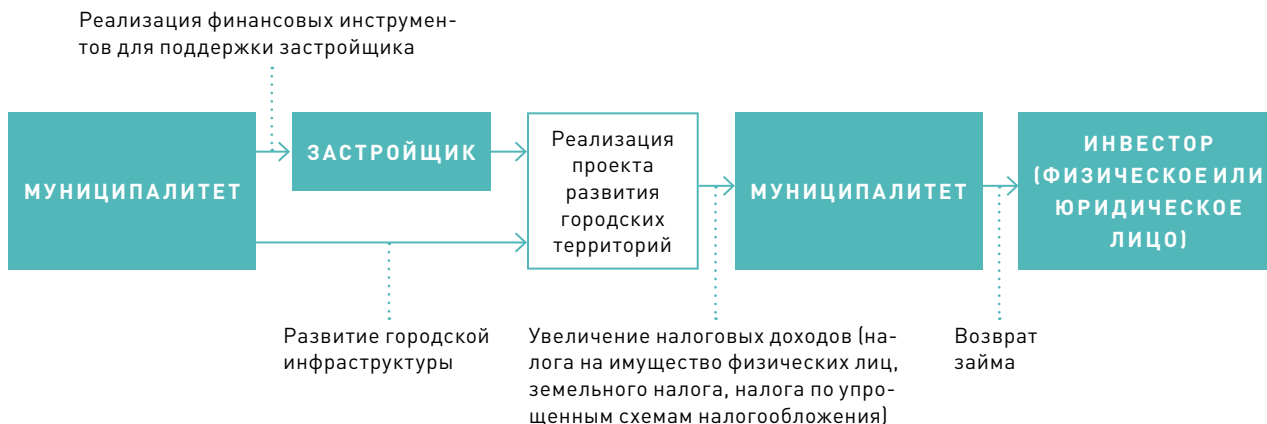 Реализация финансовых инструмен-
тов для поддержки застройщика
МУНИЦИПАЛИТЕТ
ЗАСТРОЙЩИК
Реализация
проекта
развития
городских
территорий
МУНИЦИПАЛИТЕТ
ИНВЕСТОР
(ФИЗИЧЕСКОЕ ИЛИ
ЮРИДИЧЕСКОЕ
ЛИЦО)
Развитие городской
инфраструктуры
Увеличение налоговых доходов (на-
лога на имущество физических лиц,
земельного налога, налога по упро-
щенным схемам налогообложения)
Возврат
займа